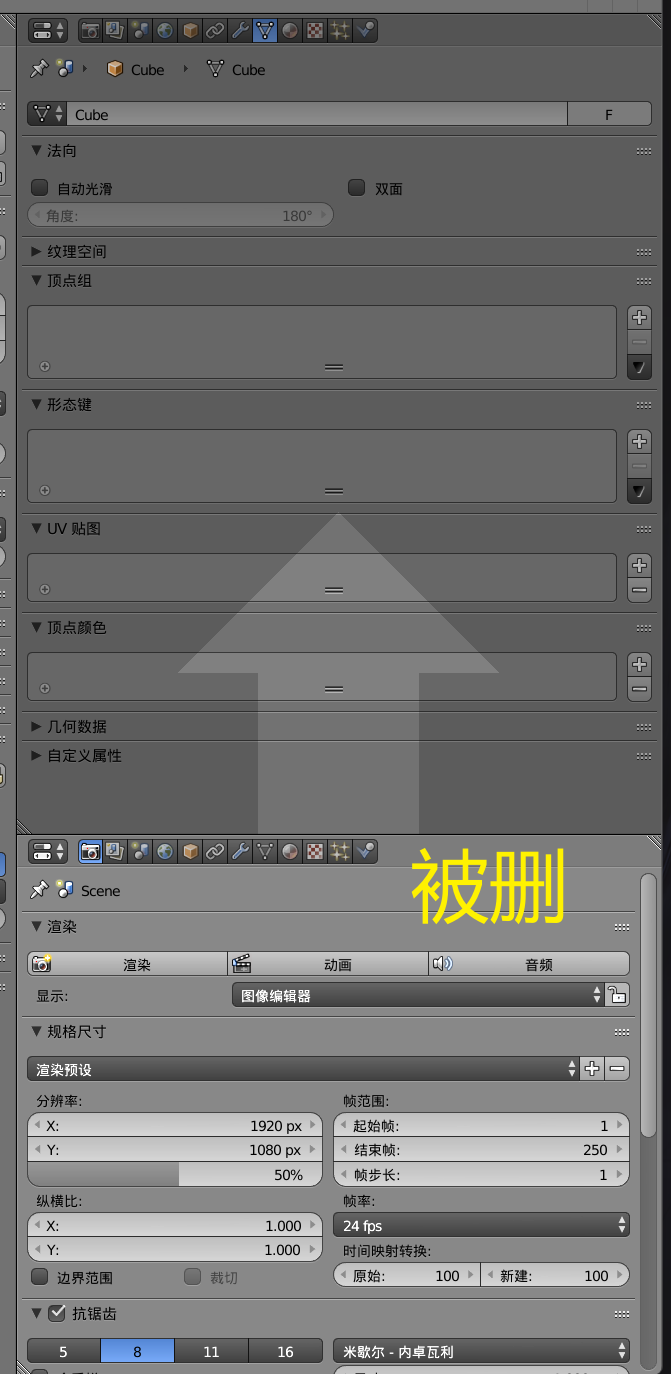 Cube Cube
Cube F
法向
自动光滑 双面
角度: 180°
纹理空间
顶点组
形态键
UV 贴图
顶点颜色
几何数据
自定义属性
被删
Scene
渲染
渲染 动画 音频
显示: 图像编辑器
规格尺寸
渲染预设
分辨率: 帧范围:
X: 1920 px 起始帧: 1
Y: 1080 px 结束帧: 250
50% 帧步长: 1
纵横比: 帧率:
X: 1.000 24 fps
Y: 1.000 时间映射转换:
边界范围 裁切 原始: 100 新建: 100
抗锯齿
5 8 11 16 米歇尔 - 内卓瓦利